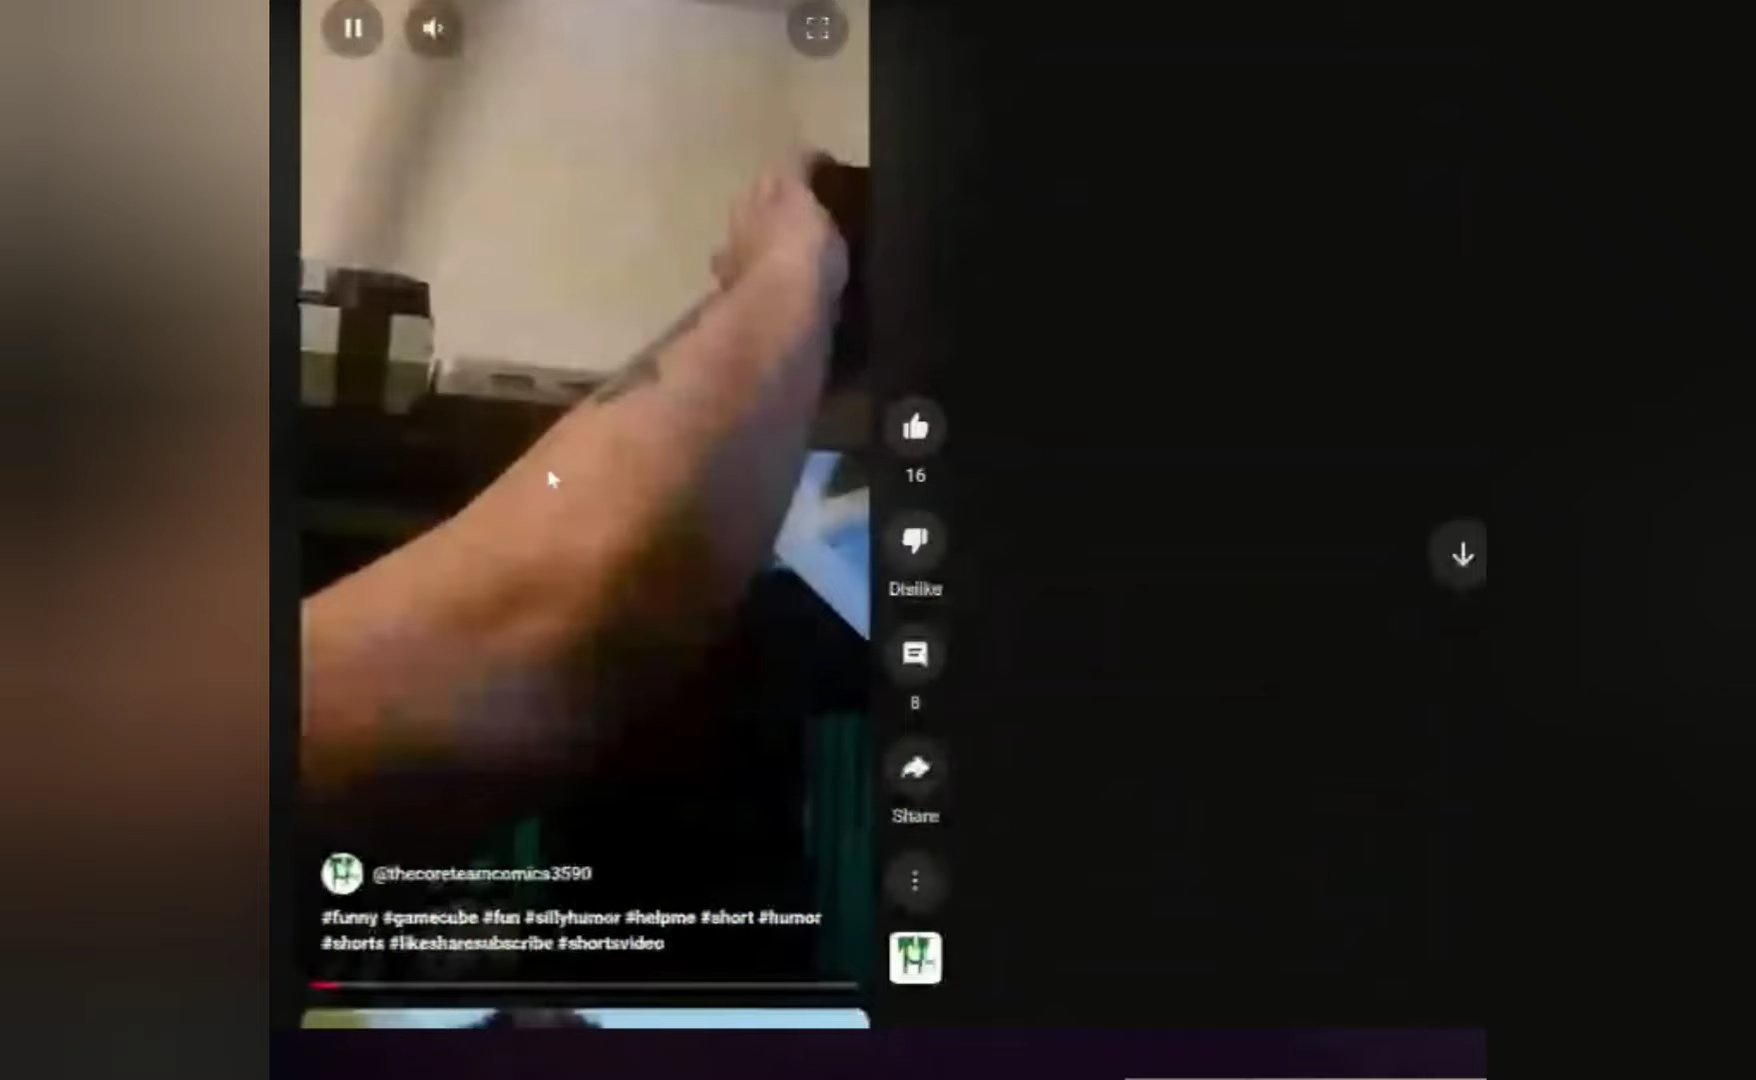 16
Dislike
8
Share
@thecoreteamcomics3590
#funny #gamecube #fun #sillyhumor #helpme #short #humor
#shorts #likesharesubscribe #shortsvideo